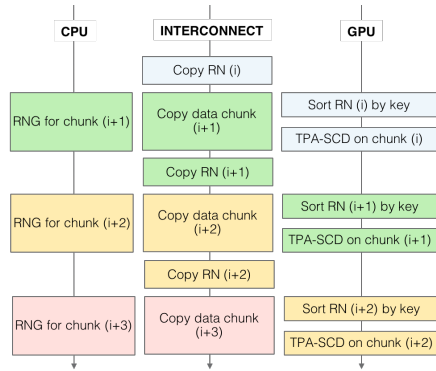 CPU
INTERCONNECT
GPU
Copy RN (i)
RNG for chunk (i+1)
Copy data chunk
(i+1)
Sort RN (i) by key
TPA-SCD on chunk (i)
Copy RN (i+1)
RNG for chunk (i+2)
Copy data chunk
(i+2)
Sort RN (i+1) by key
TPA-SCD on chunk (i+1)
Copy RN (i+2)
RNG for chunk (i+3)
Copy data chunk
(i+3)
Sort RN (i+2) by key
TPA-SCD on chunk (i+2)